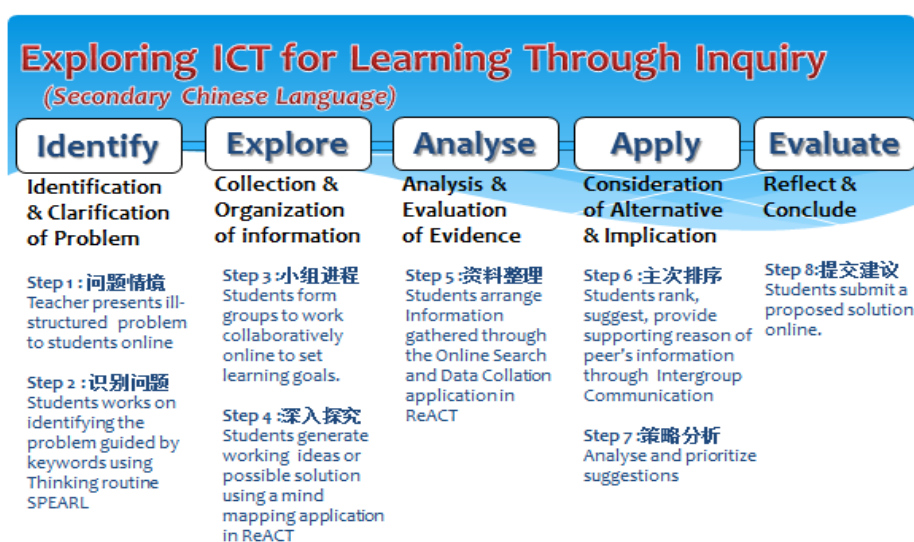 Exploring ICT for Learning Through Inquiry
(Secondary Chinese Language)
Identify
Identification
& Clarification
of Problem
Step 1 : 问题情境
Teacher presents ill-
structured problem
to students online
Step 2 : 识别问题
Students works on
identifying the
problem guided by
keywords using
Thinking routine
SPEARL
Explore
Collection &
Organization
of information
Step 3 :小组进程
Students form
groups to work
collaboratively
online to set
learning goals.
Step 4 :深入探究
Students generate
working ideas or
possible solution
using a mind
mapping application
in ReACT
Analyse
Analysis &
Evaluation
of Evidence
Step 5 :资料整理
Students arrange
Information
gathered through
the Online Search
and Data Collation
application in
ReACT
Apply
Consideration
of Alternative
& Implication
Step 6 :主次排序
Students rank,
suggest, provide
supporting reason of
peer's information
through Intergroup
Communication
Step 7 :策略分析
Analyse and prioritize
suggestions
Evaluate
Reflect &
Conclude
Step 8:提交建议
Students submit a
proposed solution
online.